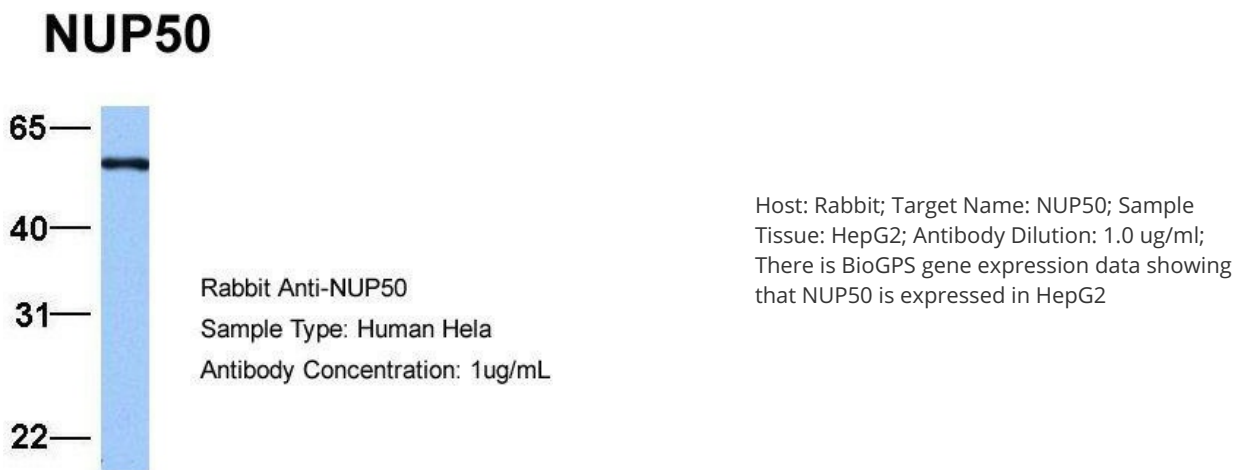 NUP50
65
40
31
22
Rabbit Anti-NUP50
Sample Type: Human Hela
Antibody Concentration: 1ug/mL
Host: Rabbit; Target Name: NUP50; Sample
Tissue: HepG2; Antibody Dilution: 1.0 ug/ml;
There is BioGPS gene expression data showing
that NUP50 is expressed in HepG2